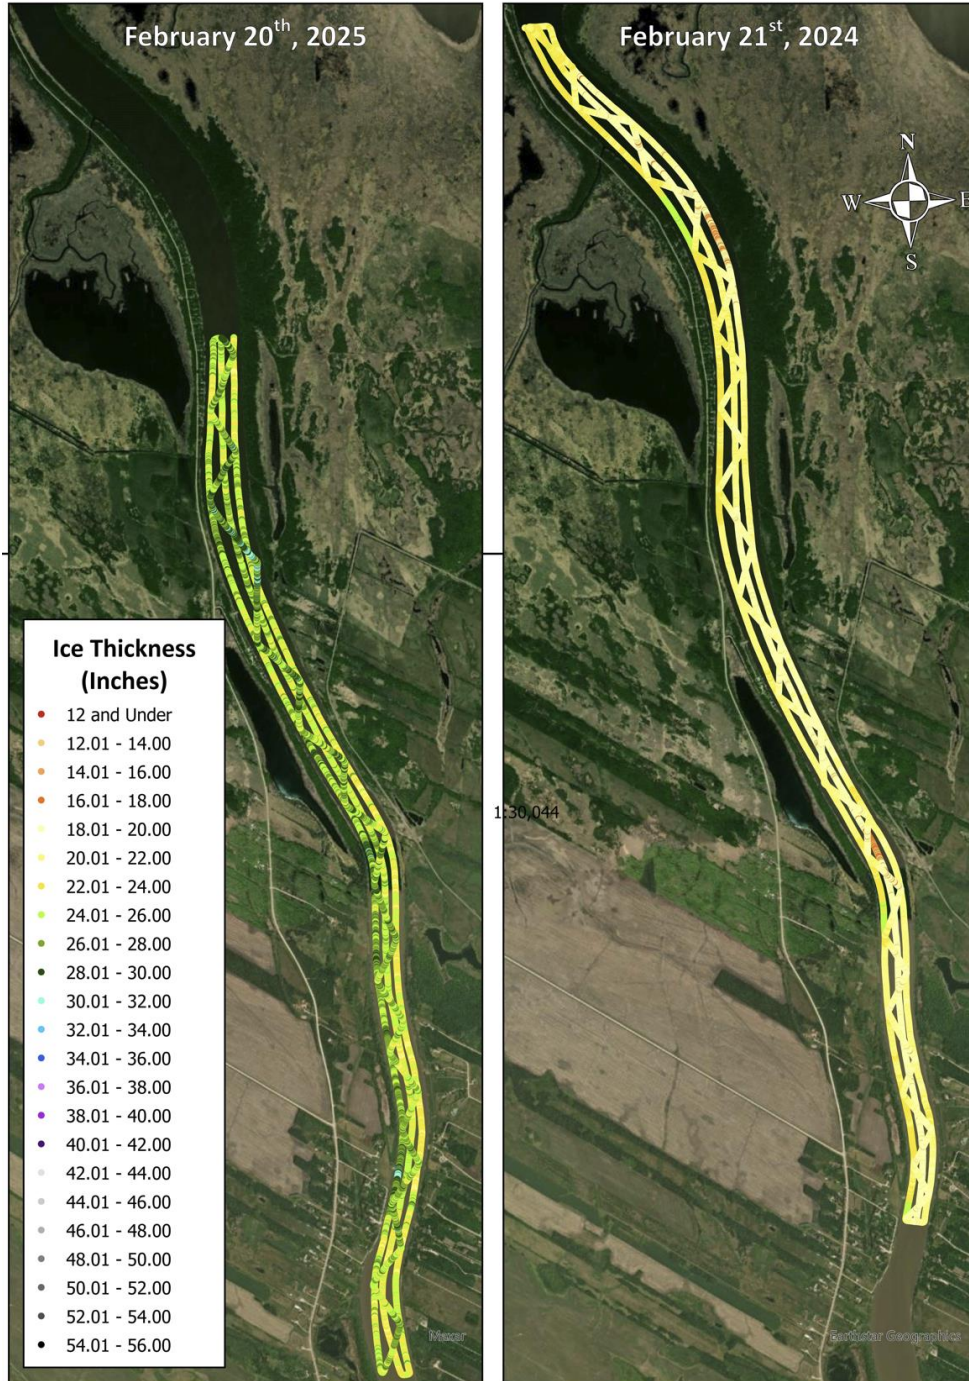 February 20th, 2025
February 21st, 2024
N
W
E
S
Ice Thickness
(Inches)
12 and Under
12.01 - 14.00
14.01 - 16.00
16.01 - 18.00
18.01 - 20.00
20.01 - 22.00
22.01 - 24.00
24.01 - 26.00
26.01 - 28.00
28.01 - 30.00
30.01 - 32.00
32.01 - 34.00
34.01 - 36.00
36.01 - 38.00
38.01 - 40.00
40.01 - 42.00
42.01 - 44.00
44.01 - 46.00
46.01 - 48.00
48.01 - 50.00
50.01 - 52.00
52.01 - 54.00
54.01 - 56.00
1:30,044
Maxar
Earthstar Geographics